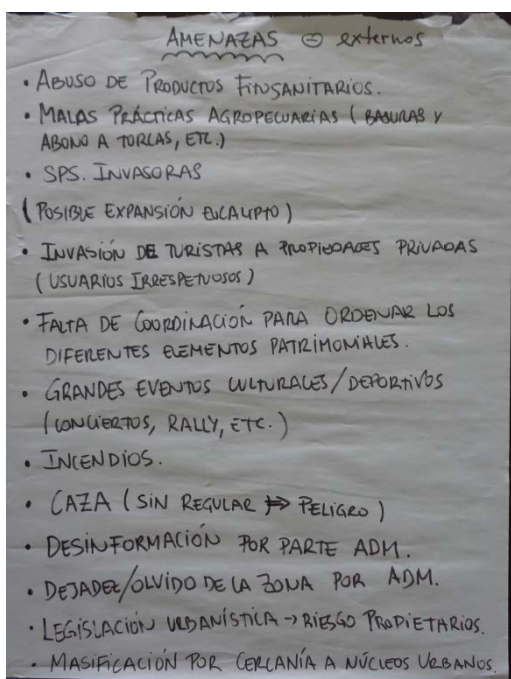 AMENAZAS ⊖ externos
• ABUSO DE PRODUCTOS FITOSANITARIOS.
• MALAS PRÁCTICAS AGROPECUARIAS (BASURAS Y
ABONO A TORCAS, ETC.)
• SPS. INVASORAS
(POSIBLE EXPANSIÓN EUCALIPTO)
• INVASIÓN DE TURISTAS A PROPIEDADES PRIVADAS
(USUARIOS IRRESPETUOSOS)
• FALTA DE COORDINACIÓN PARA ORDENAR LOS
DIFERENTES ELEMENTOS PATRIMONIALES.
• GRANDES EVENTOS CULTURALES/DEPORTIVOS
(CONCIERTOS, RALLY, ETC.)
• INCENDIOS.
• CAZA (SIN REGULAR ⇒ PELIGRO)
• DESINFORMACIÓN POR PARTE ADM.
• DEJADEZ/OLVIDO DE LA ZONA POR ADM.
• LEGISLACIÓN URBANÍSTICA → RIESGO PROPIETARIOS.
• MASIFICACIÓN POR CERCANÍA A NÚCLEOS URBANOS.